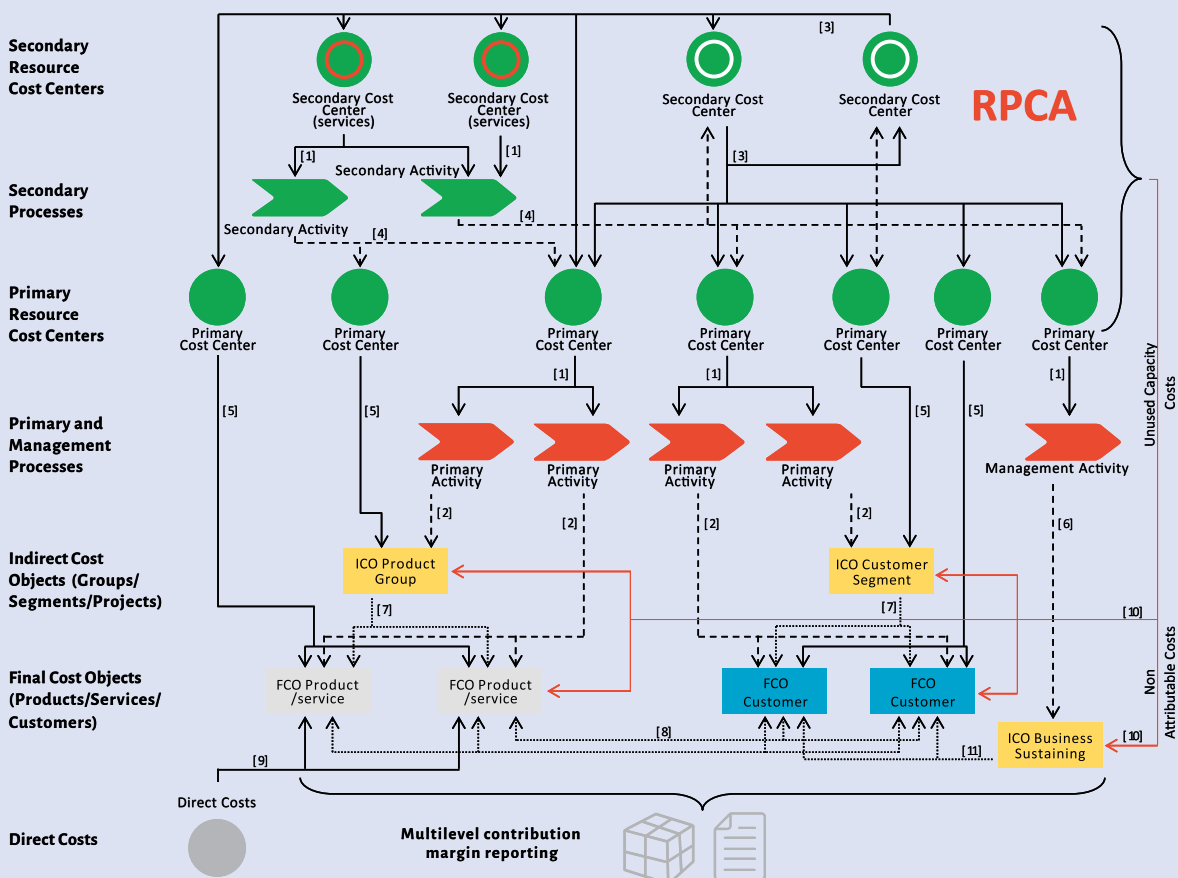 [3]
Secondary
Resource
Cost Centers
Secondary Cost
Center
(services)
Secondary Cost
Center
(services)
Secondary Cost
Center
Secondary Cost
Center
RPCA
[1]
[1]
[3]
Secondary Activity
Secondary
Processes
Secondary Activity
[4]
[4]
Primary
Resource
Cost Centers
Primary
Cost Center
Primary
Cost Center
Primary
Cost Center
Primary
Cost Center
Primary
Cost Center
Primary
Cost Center
Primary
Cost Center
[1]
[1]
[1]
[5]
[5]
[5]
[5]
Unused Capacity
Costs
Primary and
Management
Processes
Primary
Activity
Primary
Activity
Primary
Activity
Primary
Activity
Management Activity
[2]
[2]
[2]
[2]
[6]
Indirect Cost
Objects (Groups/
Segments/Projects)
ICO Product
Group
ICO Customer
Segment
[7]
[7]
[10]
Non
Attributable Costs
Final Cost Objects
(Products/Services/
Customers)
FCO Product
/service
FCO Product
/service
FCO
Customer
FCO
Customer
[8]
[10]
ICO Business
Sustaining
[11]
[9]
Direct Costs
Direct Costs
Multilevel contribution
margin reporting